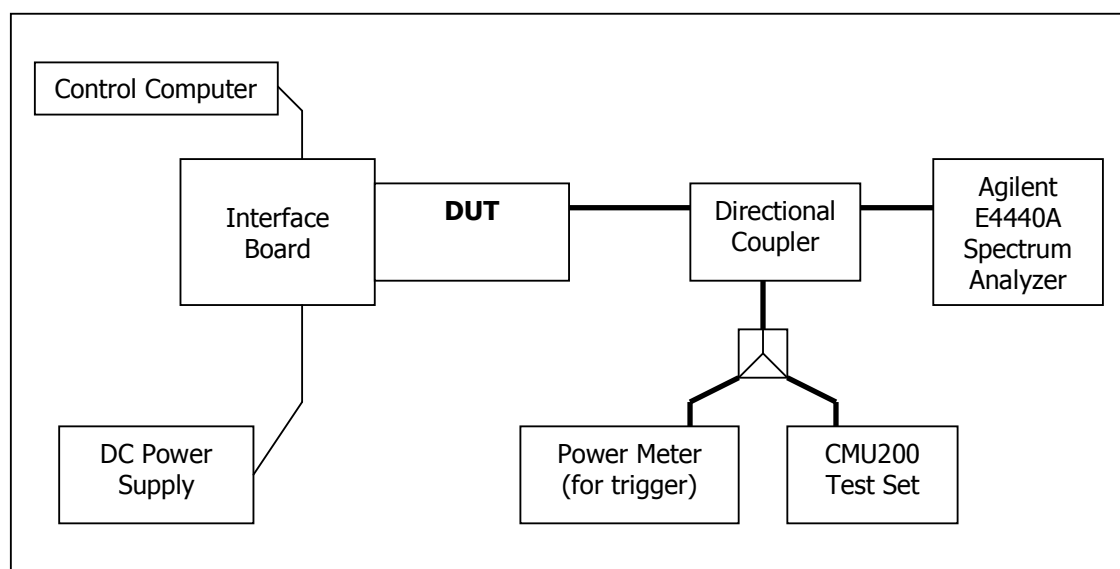 Control Computer
Interface
Board
DUT
Directional
Coupler
Agilent
E4440A
Spectrum
Analyzer
DC Power
Supply
Power Meter
(for trigger)
CMU200
Test Set